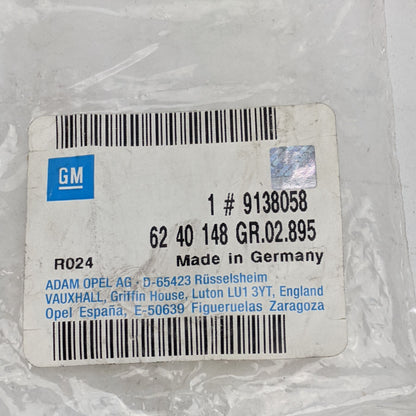 GM
1 # 9138058
62 40 148 GR.02.895
R024 Made in Germany
ADAM OPEL AG · D-65423 Rüsselsheim
VAUXHALL, Griffin House, Luton LU1 3YT, England
Opel España, E-50639 Figueruelas Zaragoza